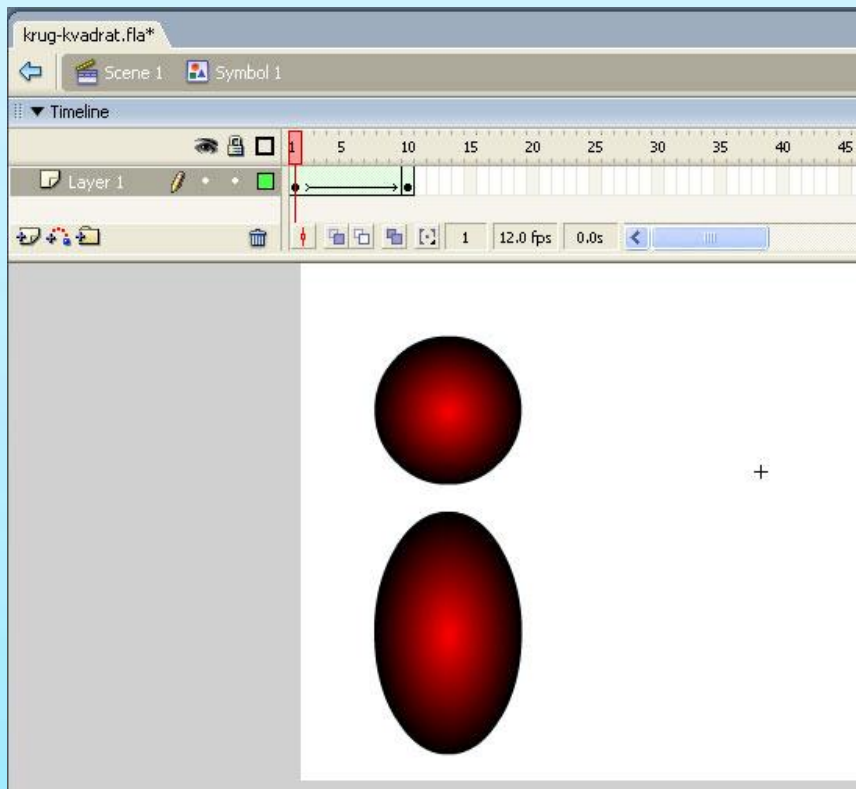 krug-kvadrat.fla*
Scene 1 Symbol 1
Timeline
1 5 10 15 20 25 30 35 40 45
Layer 1
1 12.0 fps 0.0s